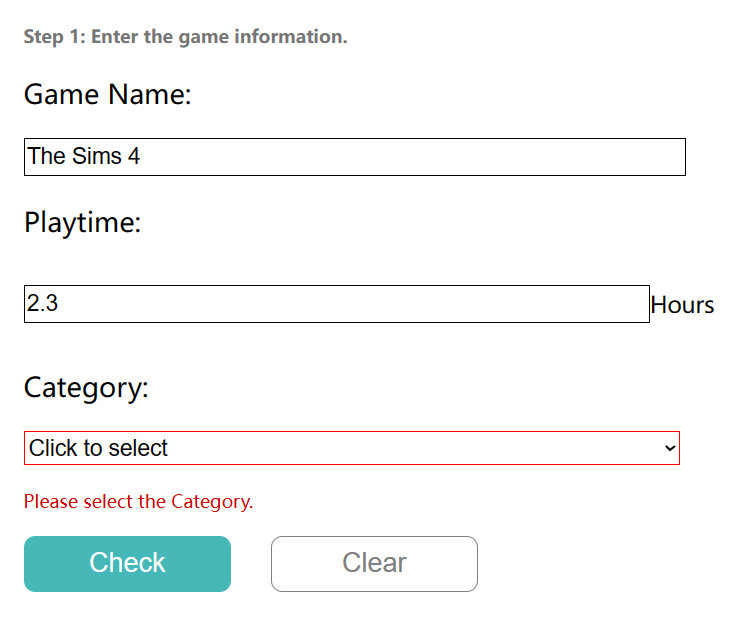 Step 1: Enter the game information.
Game Name:
The Sims 4
Playtime:
2.3
Hours
Category:
Click to select
Please select the Category.
Check
Clear